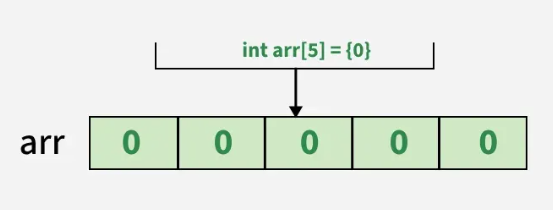 int arr[5] = {0}
arr 0 0 0 0 0